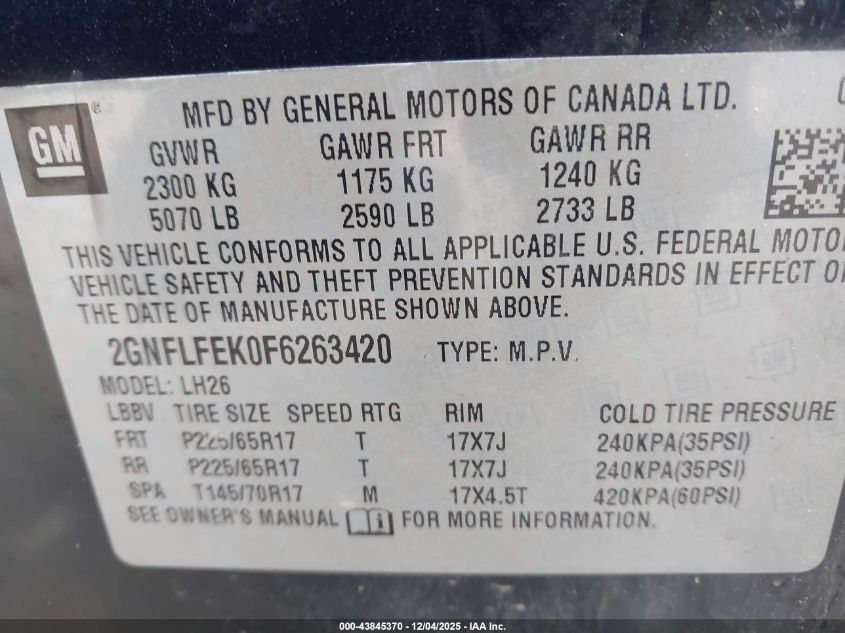 MFD BY GENERAL MOTORS OF CANADA LTD.
GM ®
GVWR GAWR FRT GAWR RR
2300 KG 1175 KG 1240 KG
5070 LB 2590 LB 2733 LB
THIS VEHICLE CONFORMS TO ALL APPLICABLE U.S. FEDERAL MOTO
VEHICLE SAFETY AND THEFT PREVENTION STANDARDS IN EFFECT O
THE DATE OF MANUFACTURE SHOWN ABOVE.
2GNFLFEK0F6263420 TYPE: M.P.V.
MODEL: LH26
LBBV TIRE SIZE SPEED RTG RIM COLD TIRE PRESSURE
FRT P225/65R17 T 17X7J 240KPA(35PSI)
RR P225/65R17 T 17X7J 240KPA(35PSI)
SPA T145/70R17 M 17X4.5T 420KPA(60PSI)
SEE OWNER'S MANUAL i FOR MORE INFORMATION.
000-43845370 - 12/04/2025 - IAA Inc.